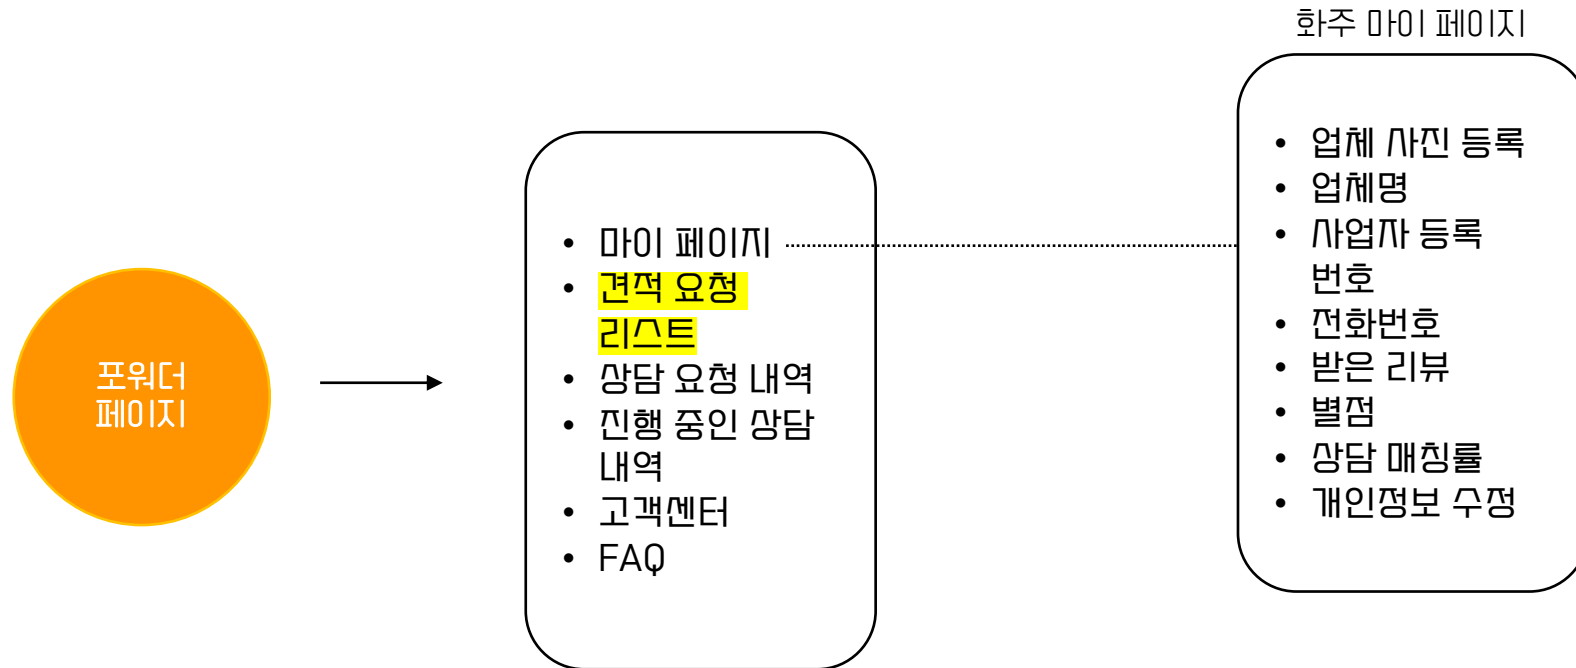 화주 마이 페이지
포워더
페이지
• 마이 페이지
• 견적 요청
리스트
• 상담 요청 내역
• 진행 중인 상담
내역
• 고객센터
• FAQ
• 업체 사진 등록
• 업체명
• 사업자 등록
번호
• 전화번호
• 받은 리뷰
• 별점
• 상담 매칭률
• 개인정보 수정